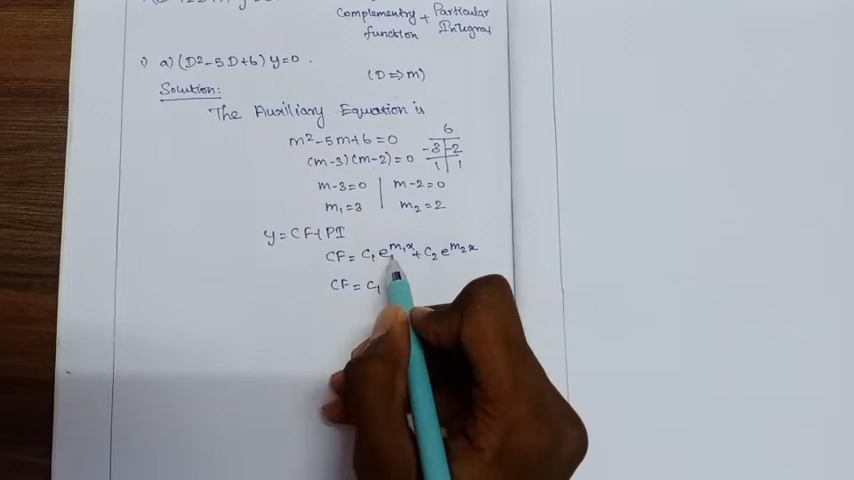 Complementry + Particular
function Integral
1) a) (D²-5D+6) y=0.
(D⇒m)
Solution:
The Auxiliary Equation is
m²-5m+6=0
6
(m-3)(m-2)=0
-3 | -2
1 | 1
m-3=0 | m-2=0
m₁=3 | m₂=2
y=CF+PI
CF= C₁ e^m₁x + C₂ e^m₂x
CF= C₁